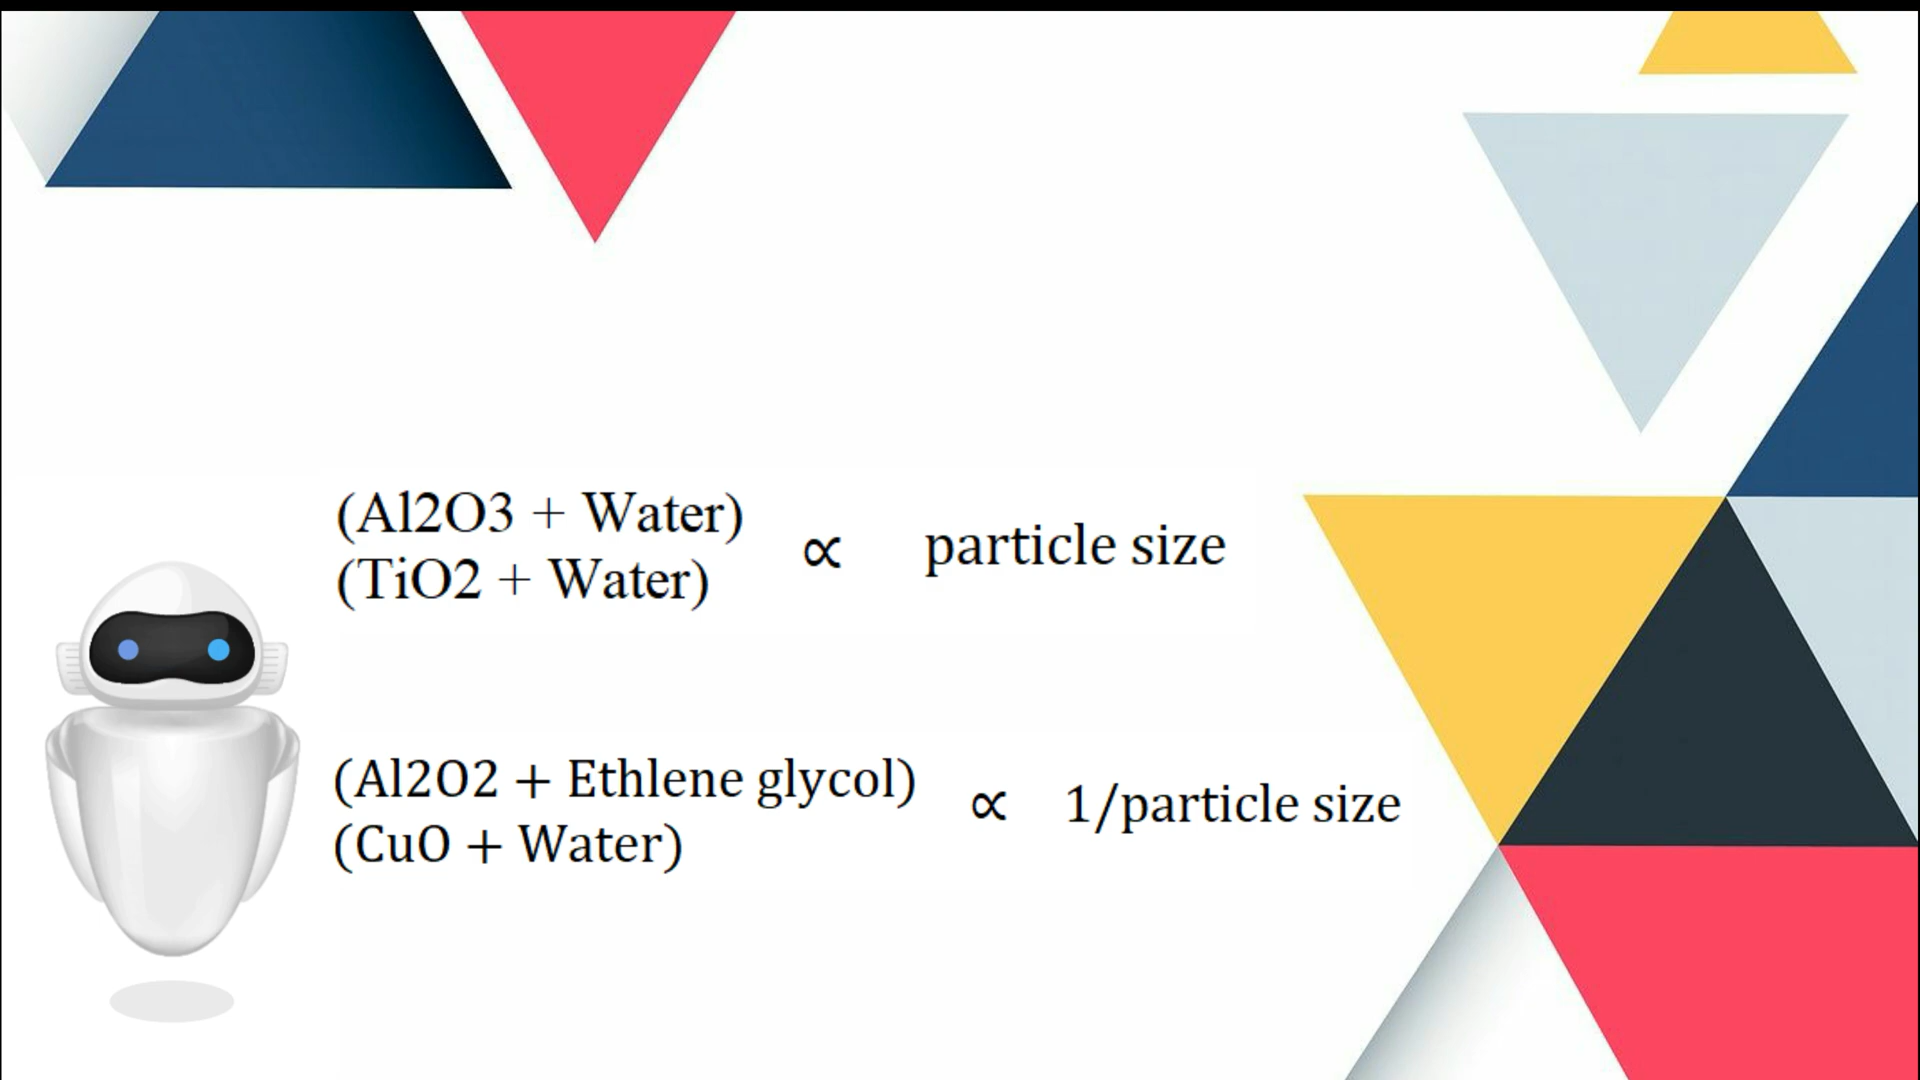 (Al2O3 + Water)
(TiO2 + Water)
∝ particle size
(Al2O2 + Ethlene glycol)
(CuO + Water)
∝ 1/particle size